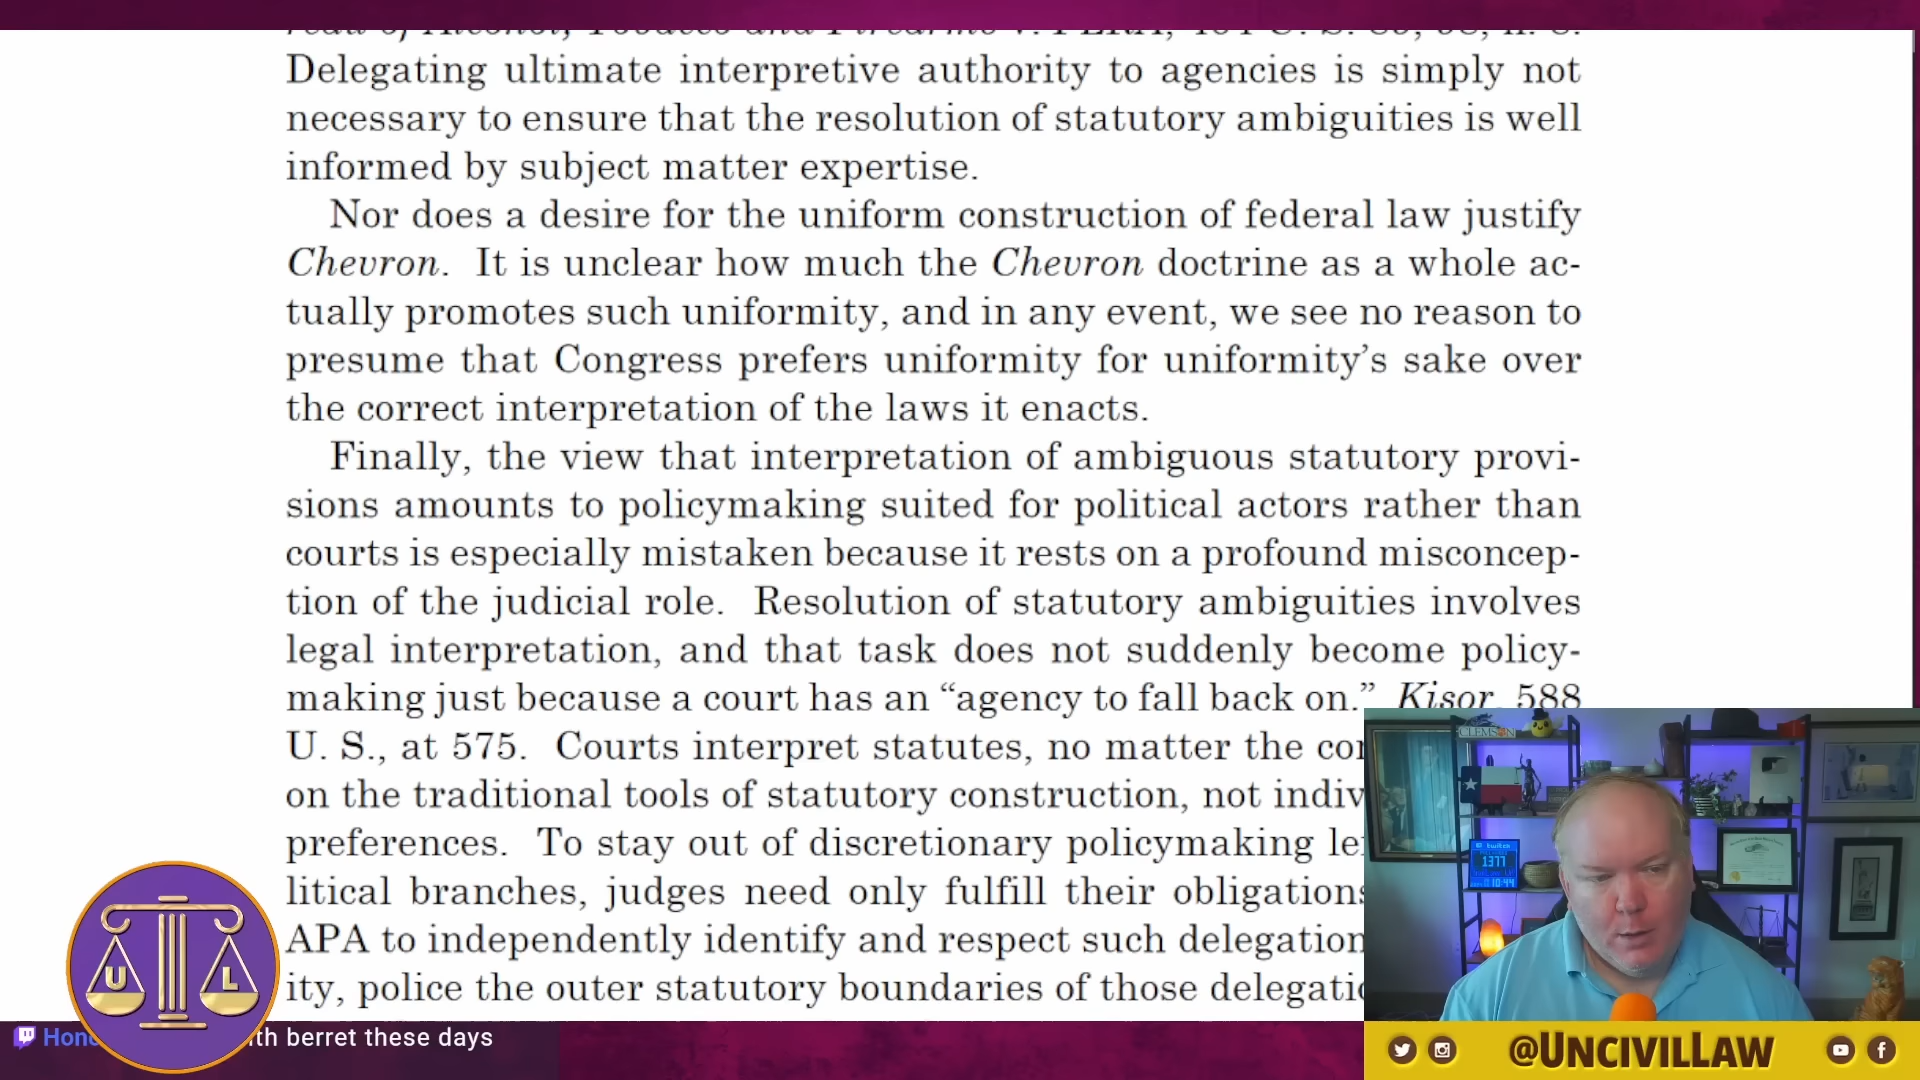 Delegating ultimate interpretive authority to agencies is simply not
necessary to ensure that the resolution of statutory ambiguities is well
informed by subject matter expertise.
Nor does a desire for the uniform construction of federal law justify
Chevron. It is unclear how much the Chevron doctrine as a whole ac-
tually promotes such uniformity, and in any event, we see no reason to
presume that Congress prefers uniformity for uniformity’s sake over
the correct interpretation of the laws it enacts.
Finally, the view that interpretation of ambiguous statutory provi-
sions amounts to policymaking suited for political actors rather than
courts is especially mistaken because it rests on a profound misconcep-
tion of the judicial role. Resolution of statutory ambiguities involves
legal interpretation, and that task does not suddenly become policy-
making just because a court has an “agency to fall back on.” Kisor, 588
U. S., at 575. Courts interpret statutes, no matter the
on the traditional tools of statutory construction, not
preferences. To stay out of discretionary policymaking
litical branches, judges need only fulfill their obligations
APA to independently identify and respect such
ity, police the outer statutory boundaries of those
CLEMSON
twitch
1377
10:44
U L
berret these days
@UNCIVILLAW